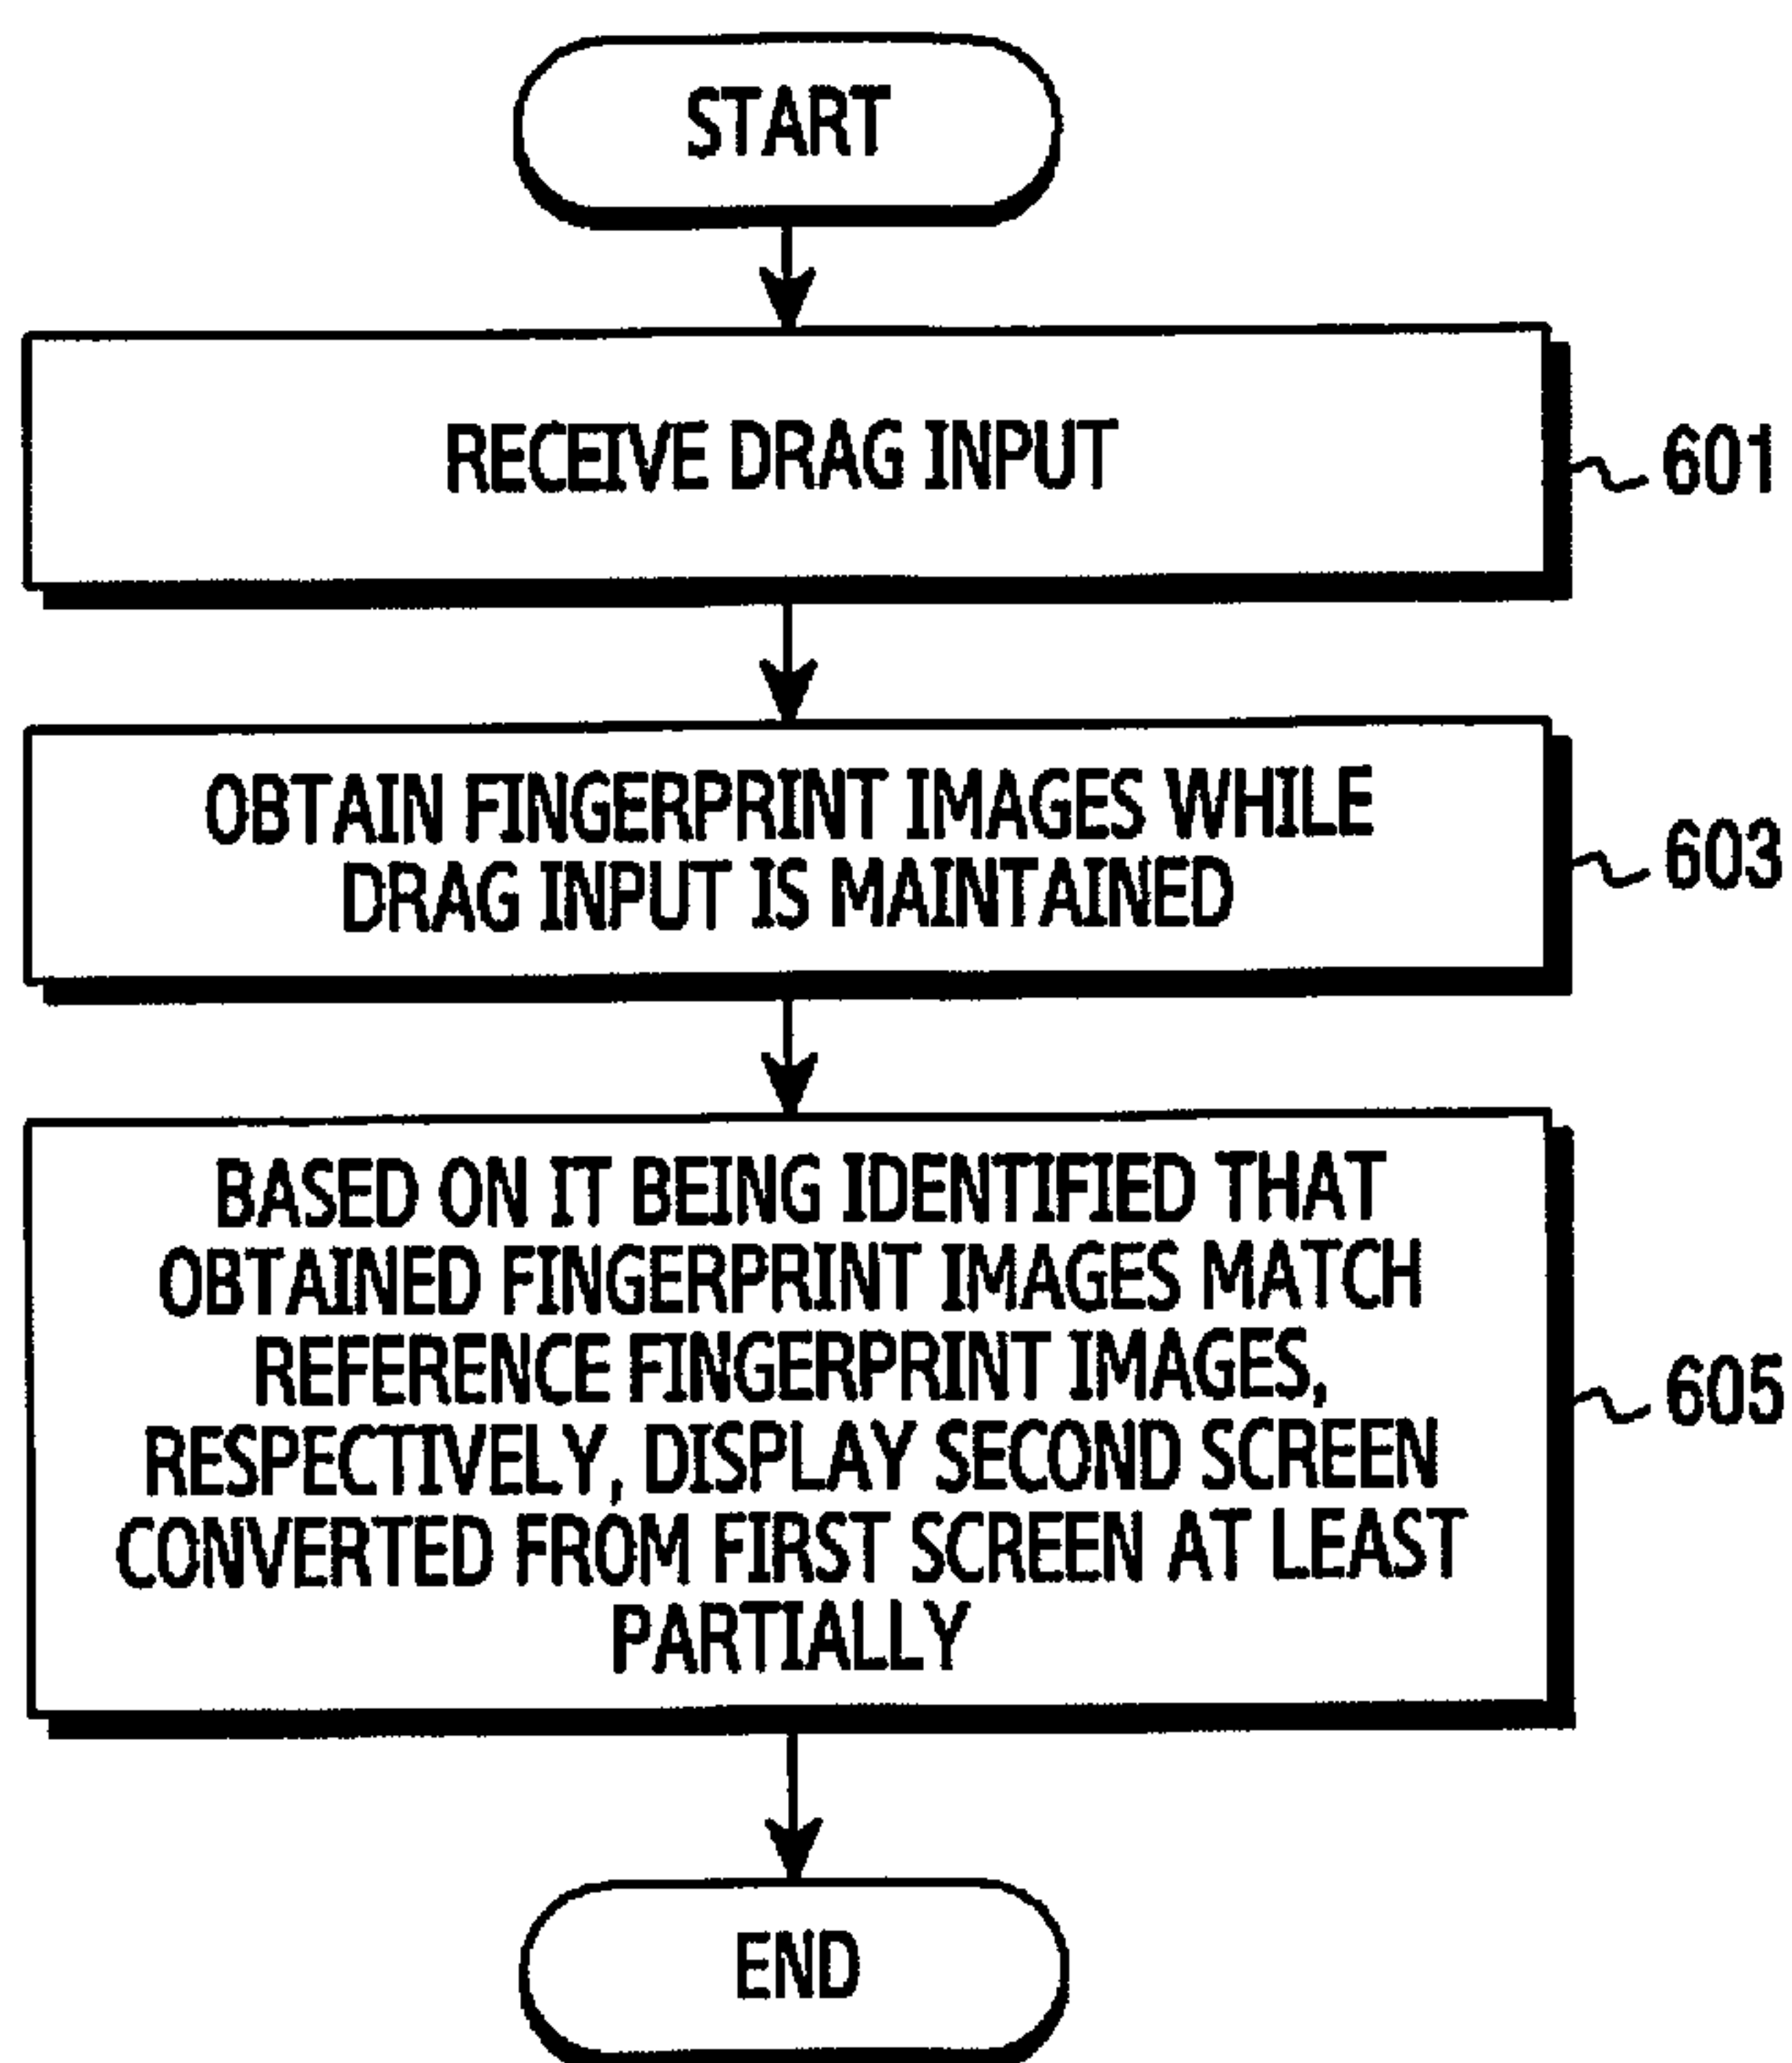 START
RECEIVE DRAG INPUT
601
OBTAIN FINGERPRINT IMAGES WHILE
DRAG INPUT IS MAINTAINED
603
BASED ON IT BEING IDENTIFIED THAT
OBTAINED FINGERPRINT IMAGES MATCH
REFERENCE FINGERPRINT IMAGES,
RESPECTIVELY, DISPLAY SECOND SCREEN
CONVERTED FROM FIRST SCREEN AT LEAST
PARTIALLY
605
END